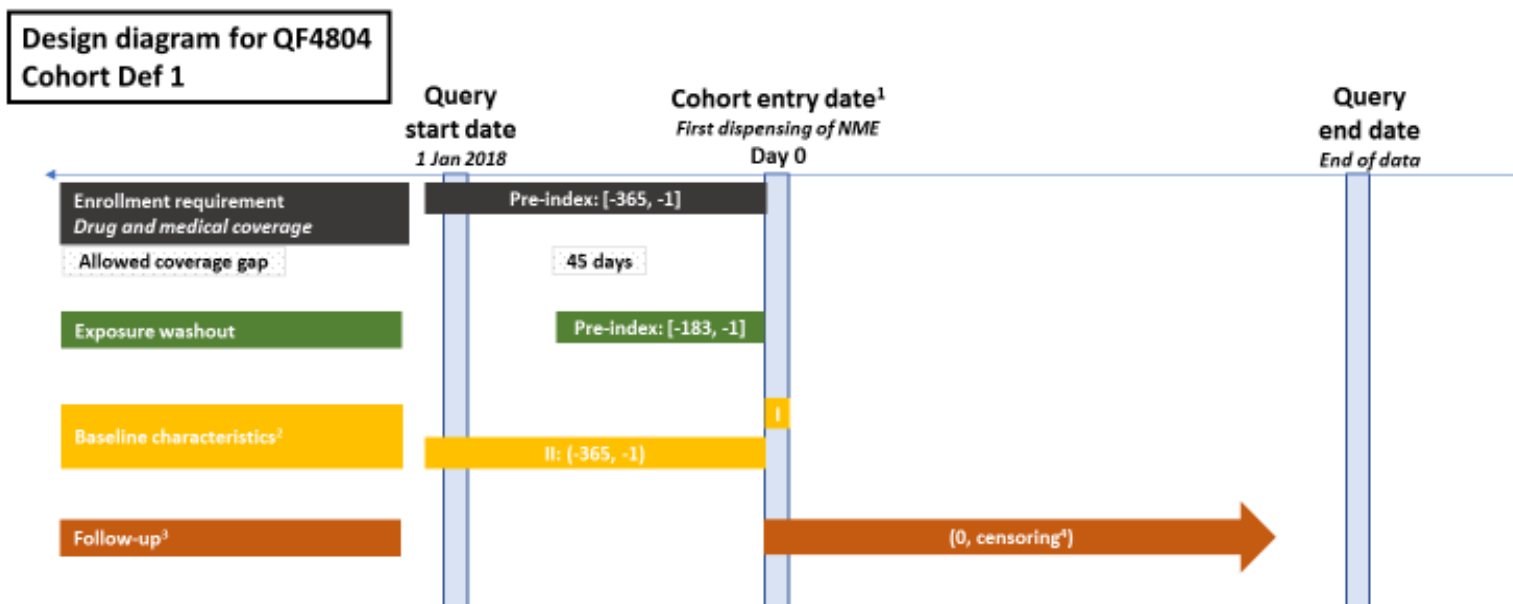 Design diagram for QF4804
Cohort Def 1
Query
start date
1 Jan 2018
Cohort entry date¹
First dispensing of NME
Day 0
Query
end date
End of data
Enrollment requirement
Drug and medical coverage
Pre-index: [-365, -1]
Allowed coverage gap
45 days
Exposure washout
Pre-index: [-183, -1]
Baseline characteristics²
I
II: (-365, -1)
Follow-up³
(0, censoring⁴)